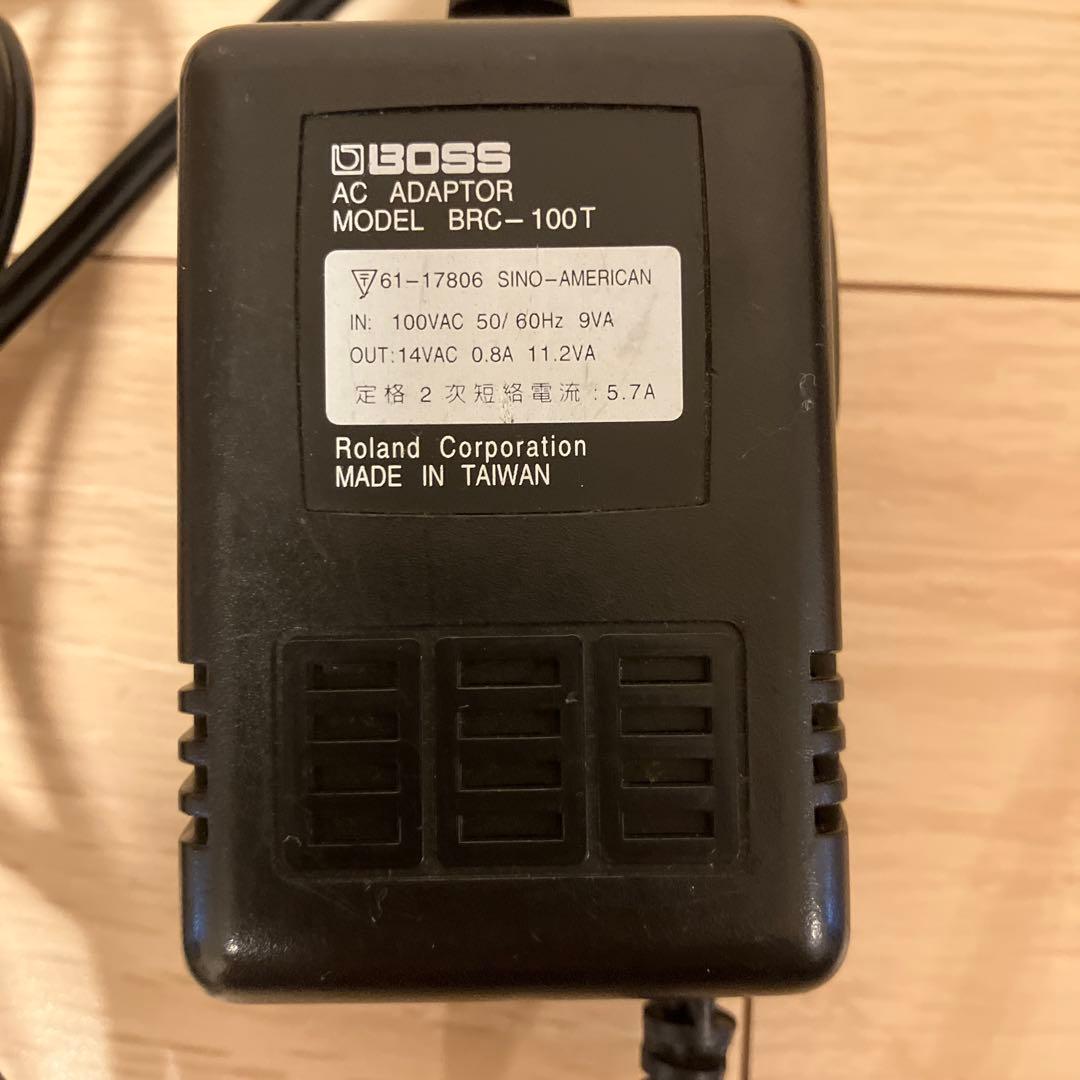 BOSS
AC ADAPTOR
MODEL BRC-100T
61-17806 SINO-AMERICAN
IN: 100VAC 50/60Hz 9VA
OUT:14VAC 0.8A 11.2VA
定格2次短絡電流:5.7A
Roland Corporation
MADE IN TAIWAN